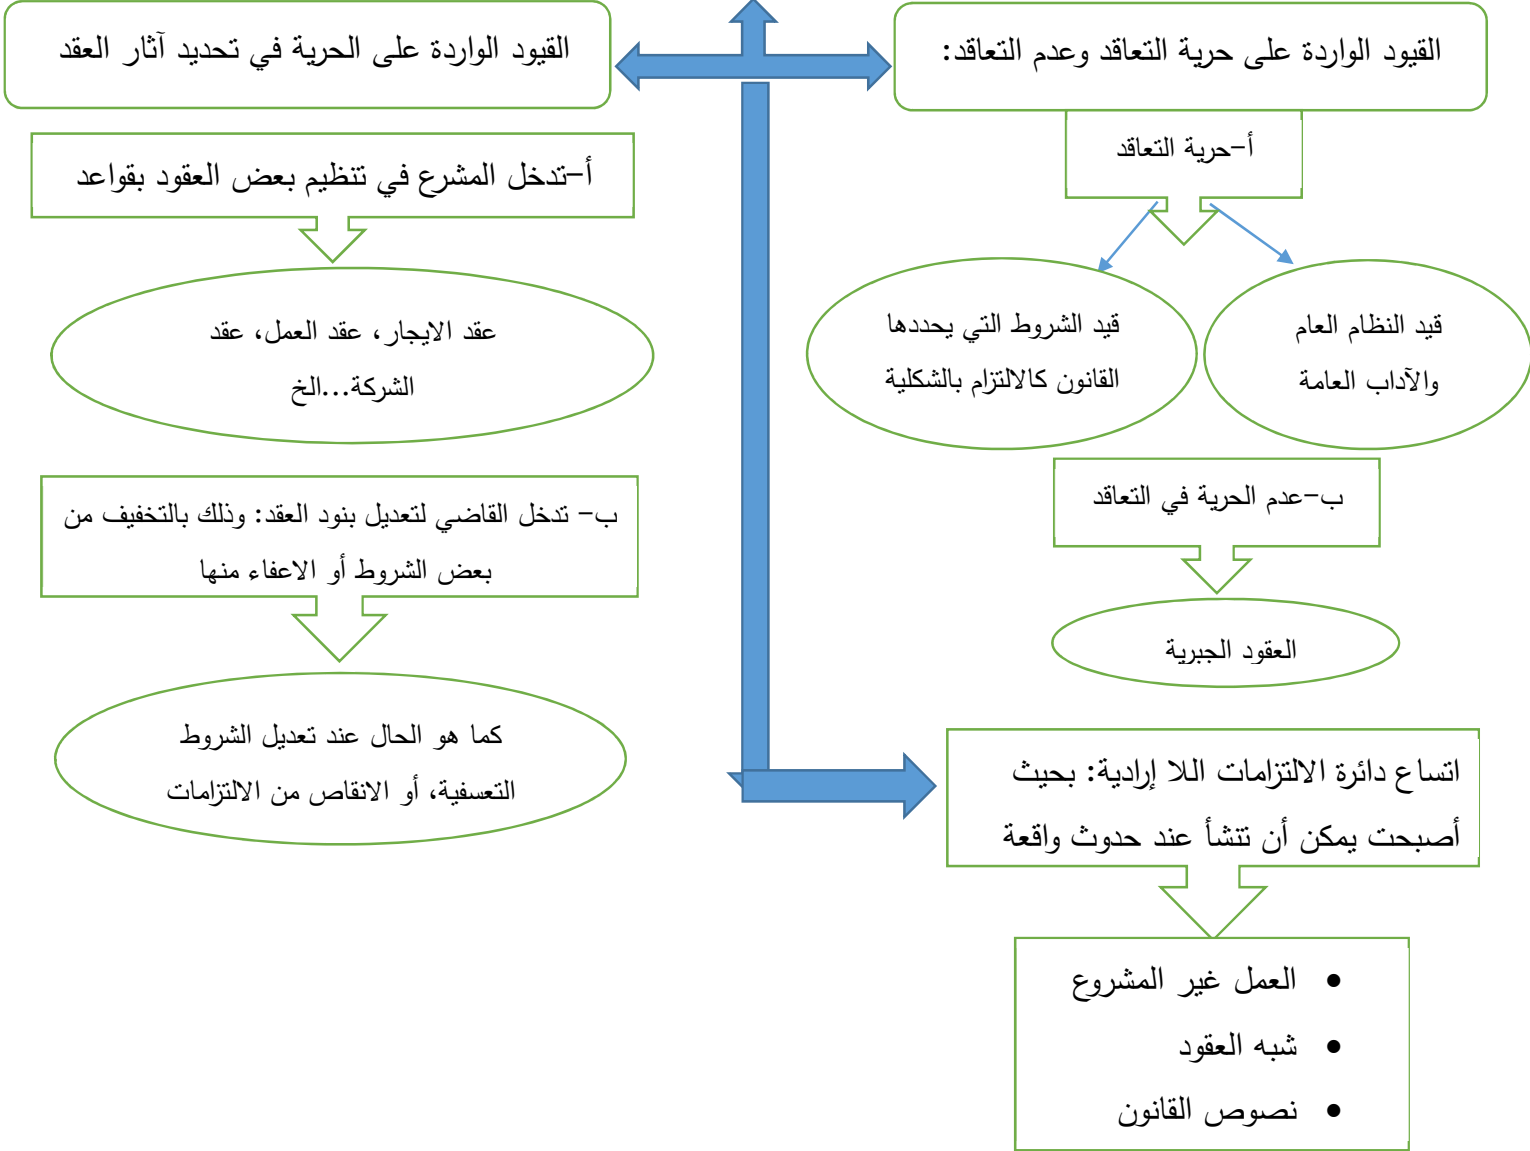 القيود الواردة على حرية التعاقد وعدم التعاقد:
أ-حرية التعاقد
قيد النظام العام
والآداب العامة
قيد الشروط التي يحددها
القانون كالالتزام بالشكلية
ب-عدم الحرية في التعاقد
العقود الجبرية
القيود الواردة على الحرية في تحديد آثار العقد
أ-تدخل المشرع في تنظيم بعض العقود بقواعد
عقد الايجار، عقد العمل، عقد
الشركة...الخ
ب- تدخل القاضي لتعديل بنود العقد: وذلك بالتخفيف من
بعض الشروط أو الاعفاء منها
كما هو الحال عند تعديل الشروط
التعسفية، أو الانقاص من الالتزامات
اتساع دائرة الالتزامات اللا إرادية: بحيث
أصبحت يمكن أن تنشأ عند حدوث واقعة
• العمل غير المشروع
• شبه العقود
• نصوص القانون